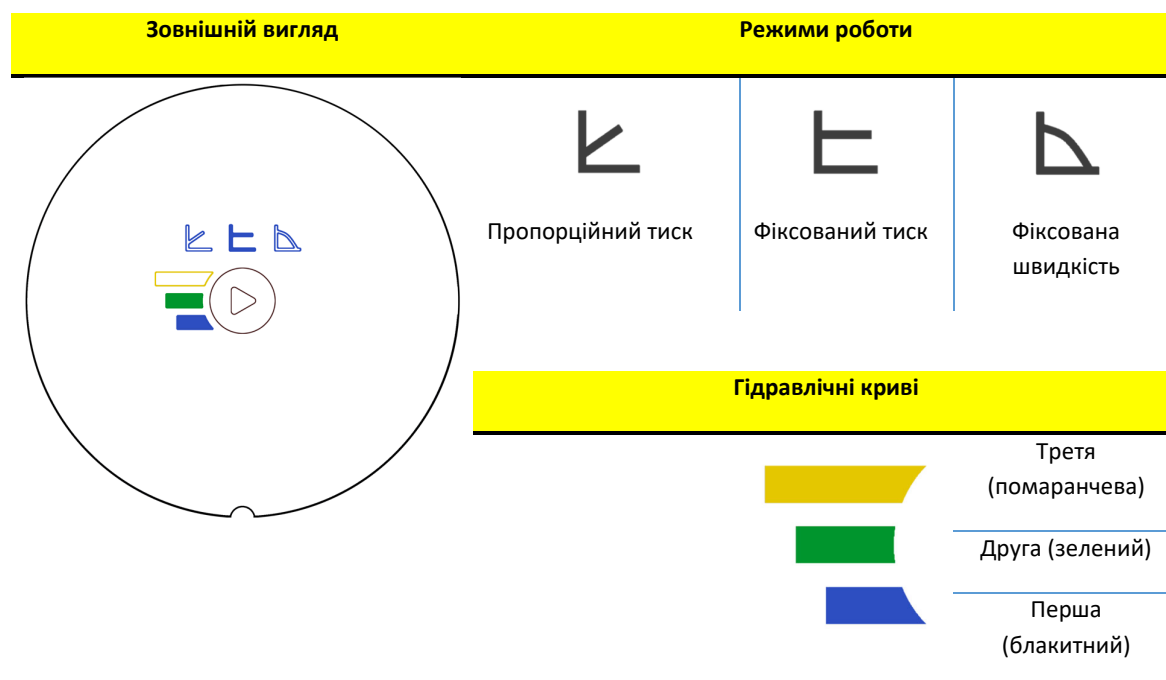 Зовнішній вигляд
Режими роботи
Пропорційний тиск
Фіксований тиск
Фіксована
швидкість
Гідравлічні криві
Третя
(помаранчева)
Друга (зелений)
Перша
(блакитний)